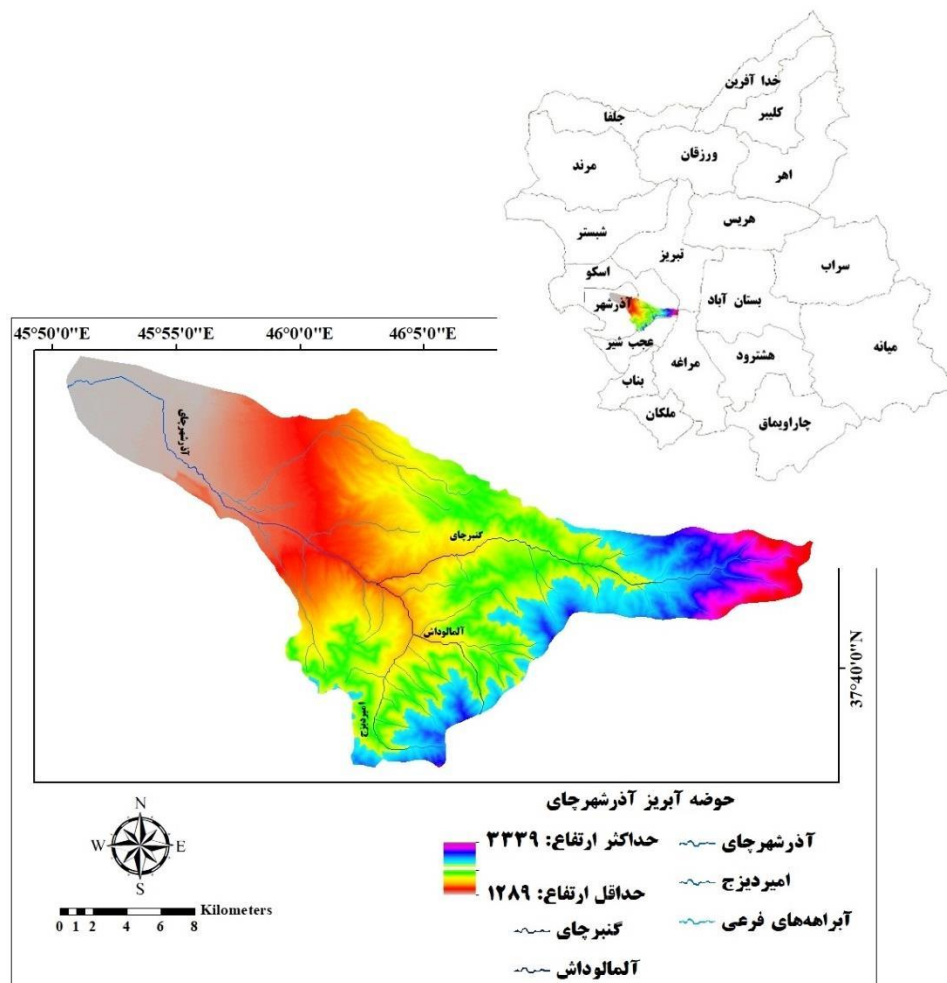 خدا آفرین
کلیبر
جلفا
ورزقان
مرند
اهر
هریس
شبستر
تبریز
سراب
اسکو
بستان آباد
آذرشهر
میانه
عجب شیر
هشترود
مراغه
بناب
ملکان
چاراویماق
45°50'0"E
45°55'0"E
46°0'0"E
46°5'0"E
آذرشهرچای
گنبرچای
آلمالوداش
امیردیزج
37°40'0"N
حوضه آبریز آذرشهرچای
حداکثر ارتفاع: ۳۳۳۹
حداقل ارتفاع: ۱۲۸۹
آذرشهرچای
امیردیزج
آبراهه‌های فرعی
گنبرچای
آلمالوداش
N
W E
S
Kilometers
0 1 2 4 6 8